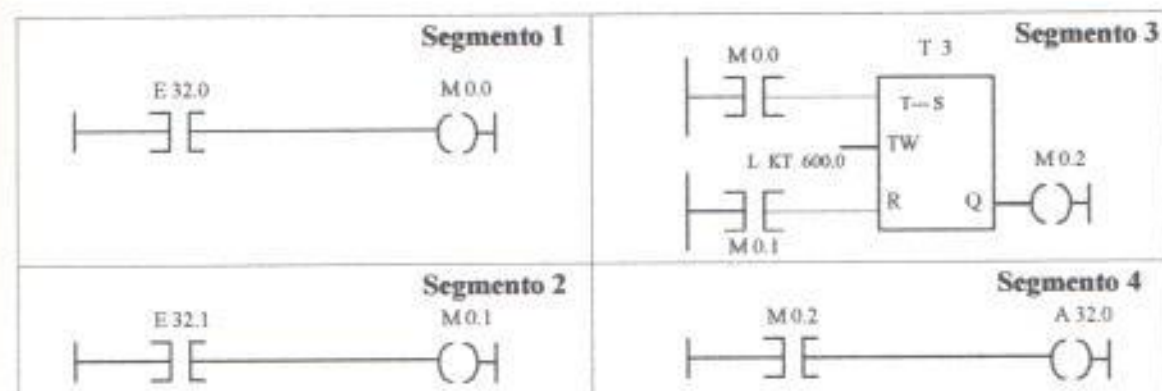 Segmento 1
E 32.0
M 0.0
Segmento 3
T 3
M 0.0
T—S
TW
L KT 600.0
M 0.2
R
Q
M 0.1
Segmento 2
E 32.1
M 0.1
Segmento 4
M 0.2
A 32.0